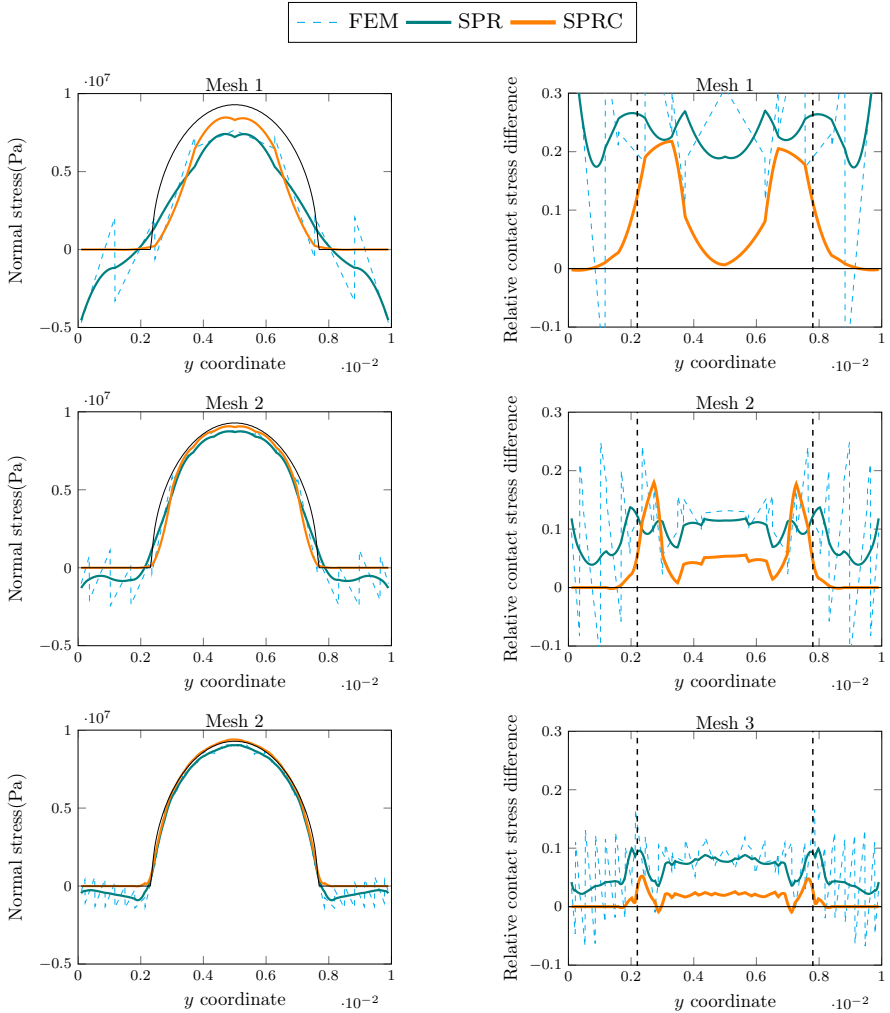 FEM SPR SPRC
Mesh 1
·10^7
1
0.5
0
−0.5
Normal stress(Pa)
0 0.2 0.4 0.6 0.8 1
y coordinate
·10^−2
Mesh 1
0.3
0.2
0.1
0
−0.1
Relative contact stress difference
0 0.2 0.4 0.6 0.8 1
y coordinate
·10^−2
Mesh 2
·10^7
1
0.5
0
−0.5
Normal stress(Pa)
0 0.2 0.4 0.6 0.8 1
y coordinate
·10^−2
Mesh 2
0.3
0.2
0.1
0
−0.1
Relative contact stress difference
0 0.2 0.4 0.6 0.8 1
y coordinate
·10^−2
Mesh 2
·10^7
1
0.5
0
−0.5
Normal stress(Pa)
0 0.2 0.4 0.6 0.8 1
y coordinate
·10^−2
Mesh 3
0.3
0.2
0.1
0
−0.1
Relative contact stress difference
0 0.2 0.4 0.6 0.8 1
y coordinate
·10^−2